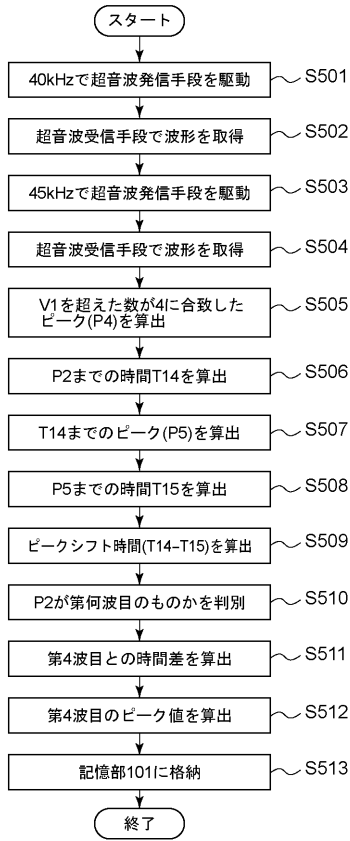 スタート
40kHzで超音波発信手段を駆動
S501
超音波受信手段で波形を取得
S502
45kHzで超音波発信手段を駆動
S503
超音波受信手段で波形を取得
S504
V1を超えた数が4に合致した
ピーク(P4)を算出
S505
P2までの時間T14を算出
S506
T14までのピーク(P5)を算出
S507
P5までの時間T15を算出
S508
ピークシフト時間(T14−T15)を算出
S509
P2が第何波目のものかを判別
S510
第4波目との時間差を算出
S511
第4波目のピーク値を算出
S512
記憶部101に格納
S513
終了